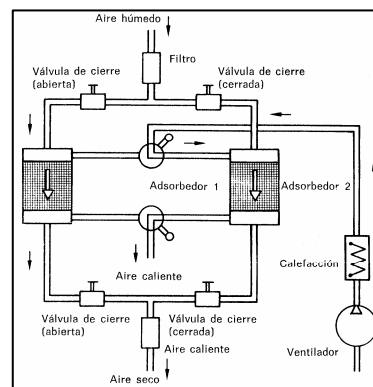 Aire húmedo
Filtro
Válvula de cierre
(abierta)
Válvula de cierre
(cerrada)
Adsorbedor 1
Adsorbedor 2
Aire caliente
Calefacción
Válvula de cierre
(abierta)
Válvula de cierre
(cerrada)
Aire caliente
Ventilador
Aire seco